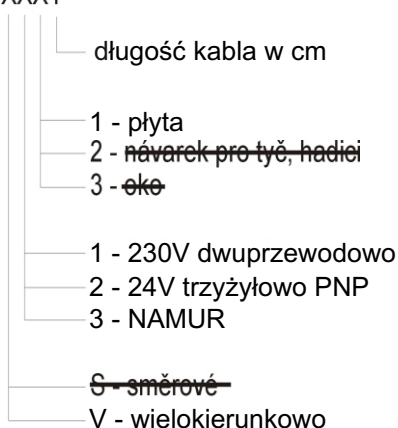 długość kabla w cm
1 - płyta
2 - návarek pro tyč, hadici
3 - oko
1 - 230V dwuprzewodowo
2 - 24V trzyżyłowo PNP
3 - NAMUR
S - směrové
V - wielokierunkowo